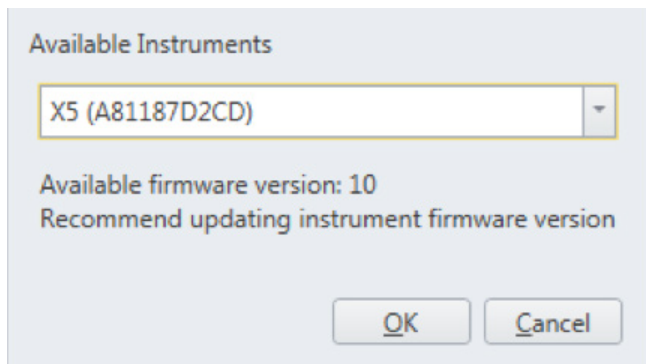 Available Instruments
X5 (A81187D2CD)
Available firmware version: 10
Recommend updating instrument firmware version
OK
Cancel